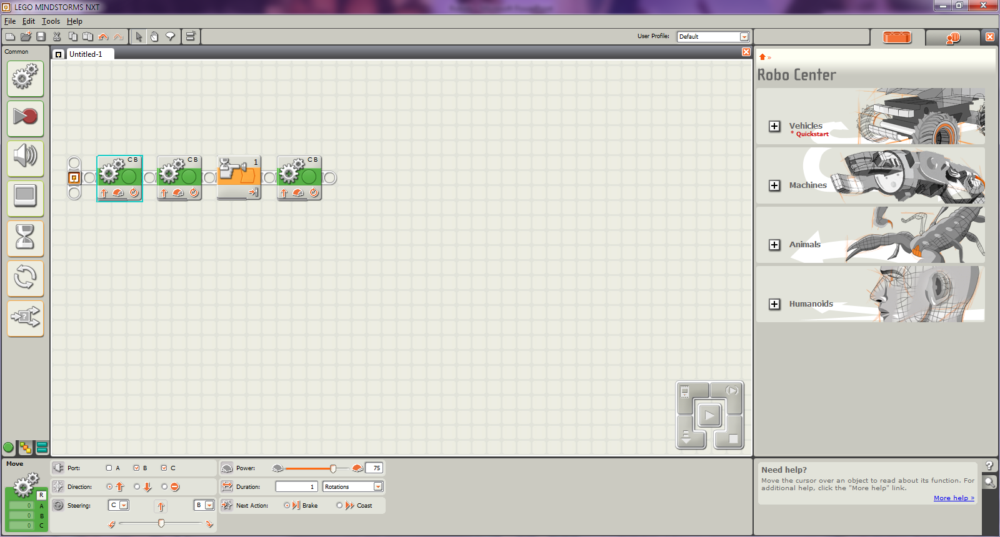 LEGO MINDSTORMS NXT
File Edit Tools Help
User Profile: Default
Common
Untitled-1
C B
C B
1
C B
»
Robo Center
Vehicles
* Quickstart
Machines
Animals
Humanoids
Move
R
0 A
0 B
0 C
Port: A B C
Direction:
Steering: C B
Power: 75
Duration: 1 Rotations
Next Action: Brake Coast
Need help?
Move the cursor over an object to read about its function. For
additional help, click the "More help" link.
More help »
?